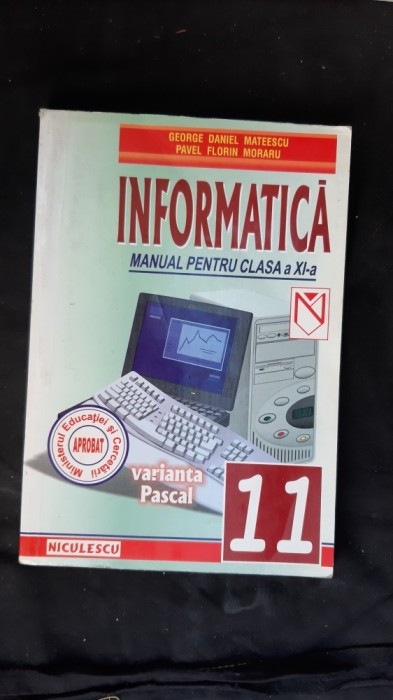 GEORGE DANIEL MATEESCU
PAVEL FLORIN MORARU
INFORMATICĂ
MANUAL PENTRU CLASA a XI-a
Ministerul Educației și Cercetării
APROBAT
varianta
Pascal
11
NICULESCU